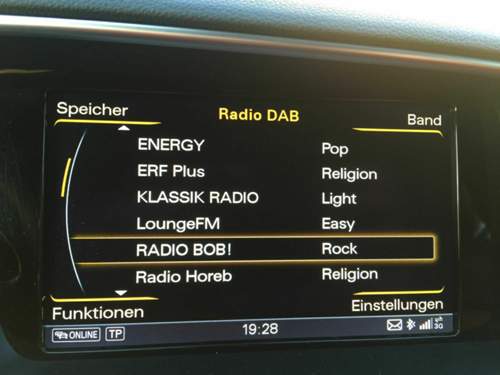 Speicher Radio DAB Band
ENERGY Pop
ERF Plus Religion
KLASSIK RADIO Light
LoungeFM Easy
RADIO BOB! Rock
Radio Horeb Religion
Funktionen Einstellungen
ONLINE TP 19:28 3G